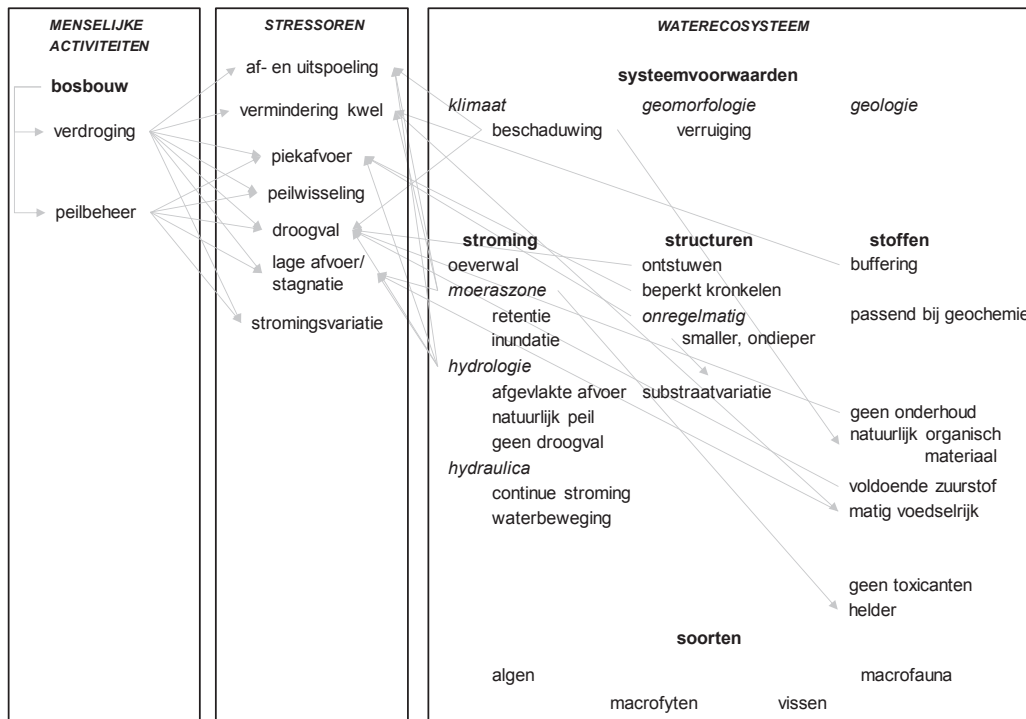 MENSELIJKE
ACTIVITEITEN
bosbouw
verdroging
peilbeheer
STRESSOREN
af- en uitspoeling
vermindering kwel
piekafvoer
peilwisseling
droogval
lage afvoer/
stagnatie
stromingsvariatie
WATERECOSYSTEEM
systeemvoorwaarden
klimaat
geomorfologie
geologie
beschaduwing
verruiging
stroming
structuren
stoffen
oeverwal
ontstuwen
buffering
moeraszone
beperkt kronkelen
retentie
onregelmatig
passend bij geochemie
inundatie
smaller, ondieper
hydrologie
afgevlakte afvoer
substraatvariatie
natuurlijk peil
geen onderhoud
geen droogval
natuurlijk organisch
materiaal
hydraulica
continue stroming
voldoende zuurstof
waterbeweging
matig voedselrijk
geen toxicanten
helder
soorten
algen
macrofauna
macrofyten
vissen